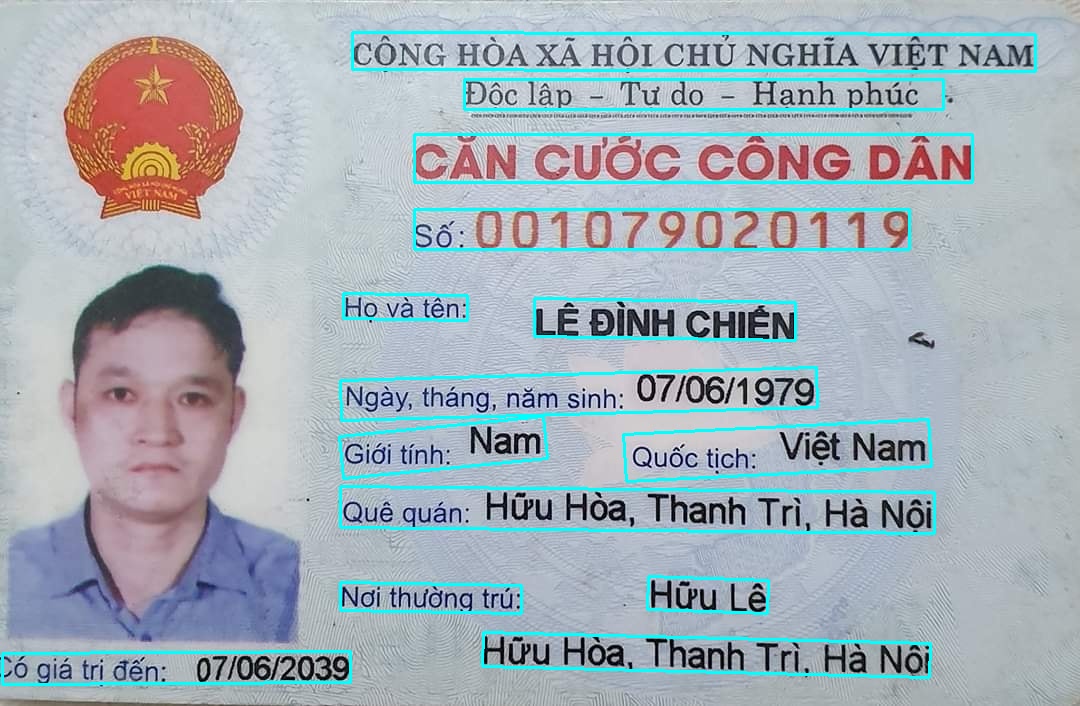 CỘNG HÒA XÃ HỘI CHỦ NGHĨA VIỆT NAM
Độc lập - Tự do - Hạnh phúc
CỘNG HÒA XÃ HỘI CHỦ NGHĨA
VIỆT NAM
CĂN CƯỚC CÔNG DÂN
Số: 001079020119
Họ và tên: LÊ ĐÌNH CHIẾN
Ngày, tháng, năm sinh: 07/06/1979
Giới tính: Nam Quốc tịch: Việt Nam
Quê quán: Hữu Hòa, Thanh Trì, Hà Nội
Nơi thường trú: Hữu Lê
Hữu Hòa, Thanh Trì, Hà Nội
Có giá trị đến: 07/06/2039